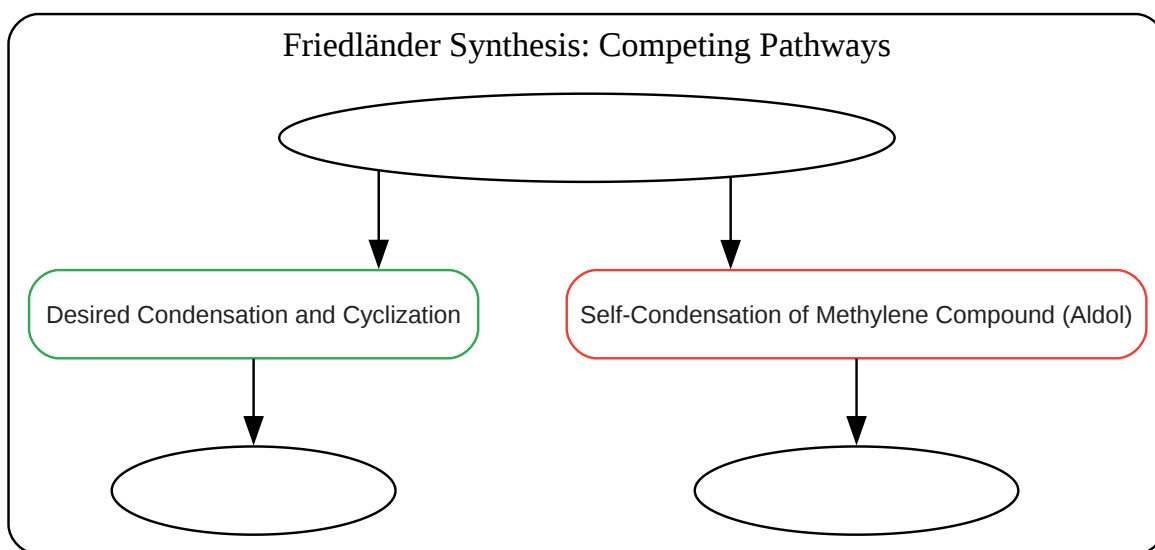 Friedländer Synthesis: Competing Pathways
Desired Condensation and Cyclization
Self-Condensation of Methylene Compound (Aldol)